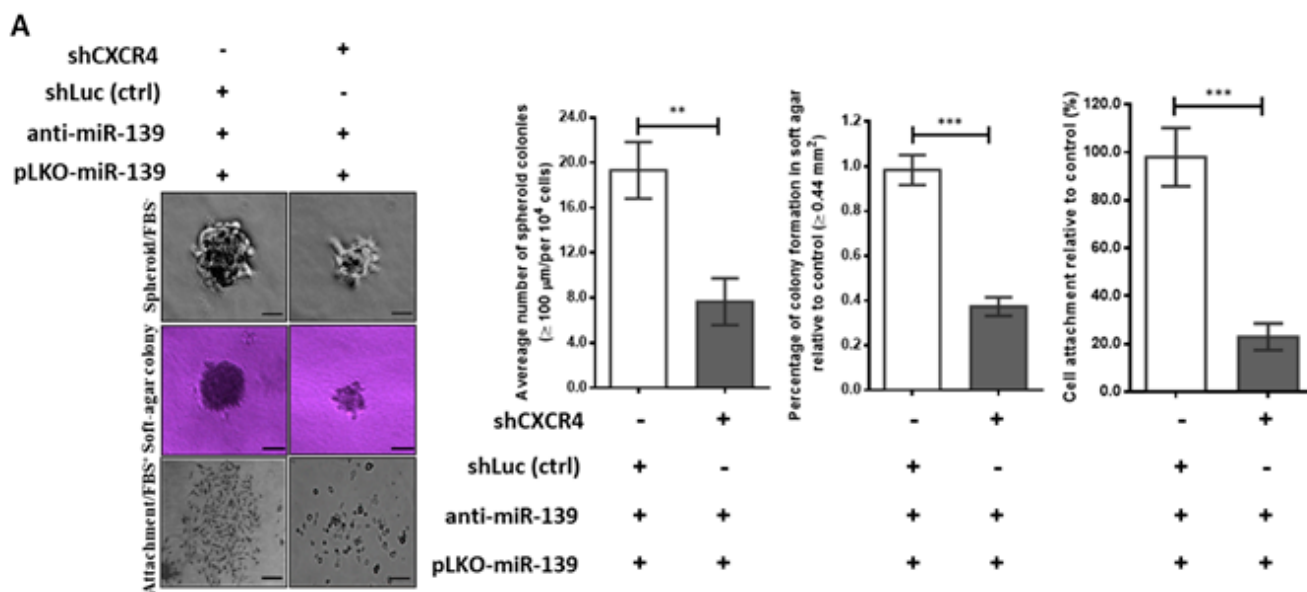 A
shCXCR4 - +
shLuc (ctrl) + -
anti-miR-139 + +
pLKO-miR-139 + +
Spheroid/FBS-
Soft-agar colony
Attachment/FBS+
Avereage number of spheroid colonies
(≥ 100 μm/per 10⁴ cells)
24.0
20.0
16.0
12.0
8.0
4.0
0.0
**
Percentage of colony formation in soft agar
relative to control (≥ 0.44 mm²)
1.2
1.0
0.8
0.6
0.4
0.2
0.0
***
Cell attachment relative to control (%)
120.0
100.0
80.0
60.0
40.0
20.0
0.0
***
shCXCR4 - + - + - +
shLuc (ctrl) + - + - + -
anti-miR-139 + + + + + +
pLKO-miR-139 + + + + + +